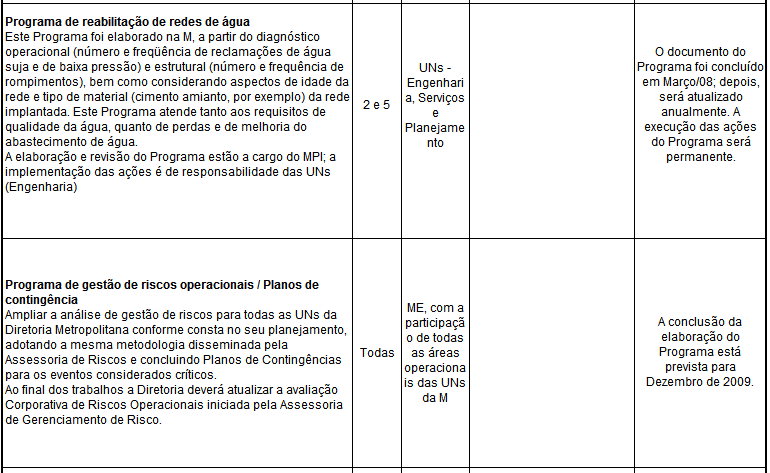 Programa de reabilitação de redes de água
Este Programa foi elaborado na M, a partir do diagnóstico
operacional (número e freqüência de reclamações de água
suja e de baixa pressão) e estrutural (número e frequência de
rompimentos), bem como considerando aspectos de idade da
rede e tipo de material (cimento amianto, por exemplo) da rede
implantada. Este Programa atende tanto aos requisitos de
qualidade da água, quanto de perdas e de melhoria do
abastecimento de água.
A elaboração e revisão do Programa estão a cargo do MPI; a
implementação das ações é de responsabilidade das UNs
(Engenharia)
2 e 5
UNs -
Engenhari
a, Serviços
e
Planejame
nto
O documento do
Programa foi concluído
em Março/08; depois,
será atualizado
anualmente. A
execução das ações
do Programa será
permanente.
Programa de gestão de riscos operacionais / Planos de
contingência
Ampliar a análise de gestão de riscos para todas as UNs da
Diretoria Metropolitana conforme consta no seu planejamento,
adotando a mesma metodologia disseminada pela
Assessoria de Riscos e concluindo Planos de Contingências
para os eventos considerados críticos.
Ao final dos trabalhos a Diretoria deverá atualizar a avaliação
Corporativa de Riscos Operacionais iniciada pela Assessoria
de Gerenciamento de Risco.
Todas
ME, com a
participaçã
o de todas
as áreas
operaciona
is das UNs
da M
A conclusão da
elaboração do
Programa está
prevista para
Dezembro de 2009.